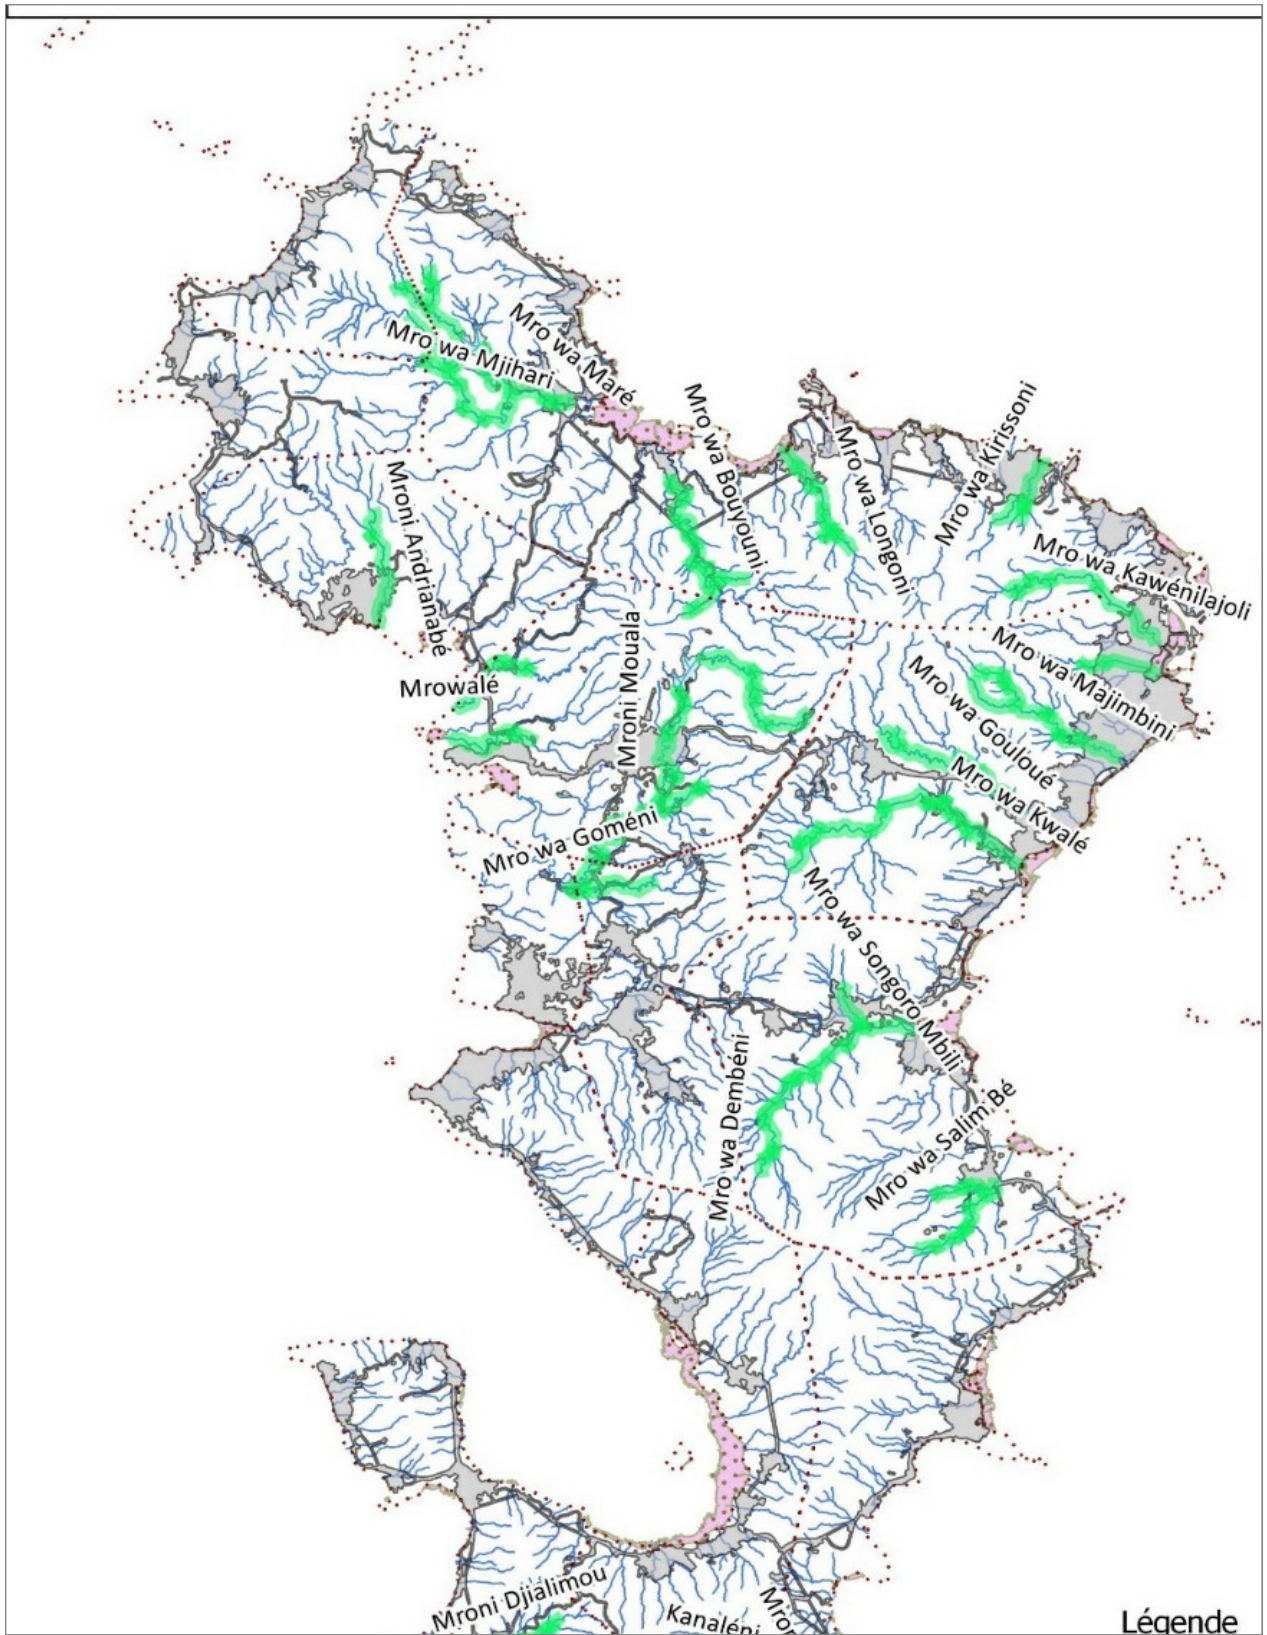 Mro wa Maré
Mro wa Mjihari
Mro wa Bouyouni
Mro wa Kirissoni
Mro wa Longoni
Mroni Andrianabé
Mro wa Kawénilajoli
Mroni Mouala
Mro wa Majimbini
Mrowalé
Mro wa Gouloué
Mro wa Kwalé
Mro wa Goméni
Mro wa Songoro Mbili
Mro wa Dembéni
Mro wa Salim Bé
Mroni Djialimou
Kanaléni
Mron
Légende